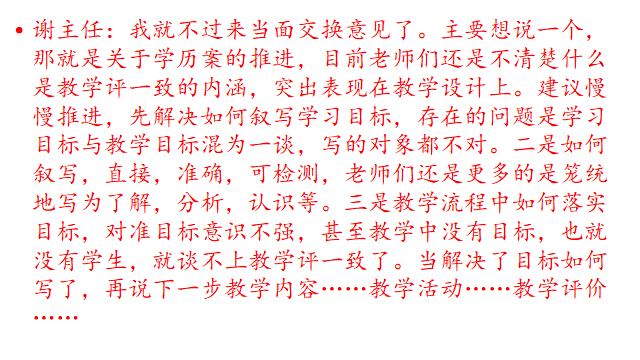 • 谢主任：我就不过来当面交换意见了。主要想说一个，
那就是关于学历案的推进，目前老师们还是不清楚什么
是教学评一致的内涵，突出表现在教学设计上。建议慢
慢推进，先解决如何叙写学习目标，存在的问题是学习
目标与教学目标混为一谈，写的对象都不对。二是如何
叙写，直接，准确，可检测，老师们还是更多的是笼统
地写为了解，分析，认识等。三是教学流程中如何落实
目标，对准目标意识不强，甚至教学中没有目标，也就
没有学生，就谈不上教学评一致了。当解决了目标如何
写了，再说下一步教学内容……教学活动……教学评价
……